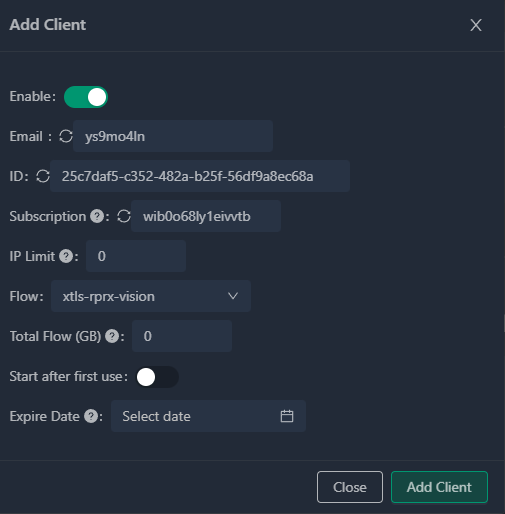 Add Client
Enable:
Email : ys9mo4ln
ID: 25c7daf5-c352-482a-b25f-56df9a8ec68a
Subscription ?: wib0o68ly1eivvtb
IP Limit ?: 0
Flow: xtls-rprx-vision
Total Flow (GB) ?: 0
Start after first use:
Expire Date ?: Select date
Close Add Client